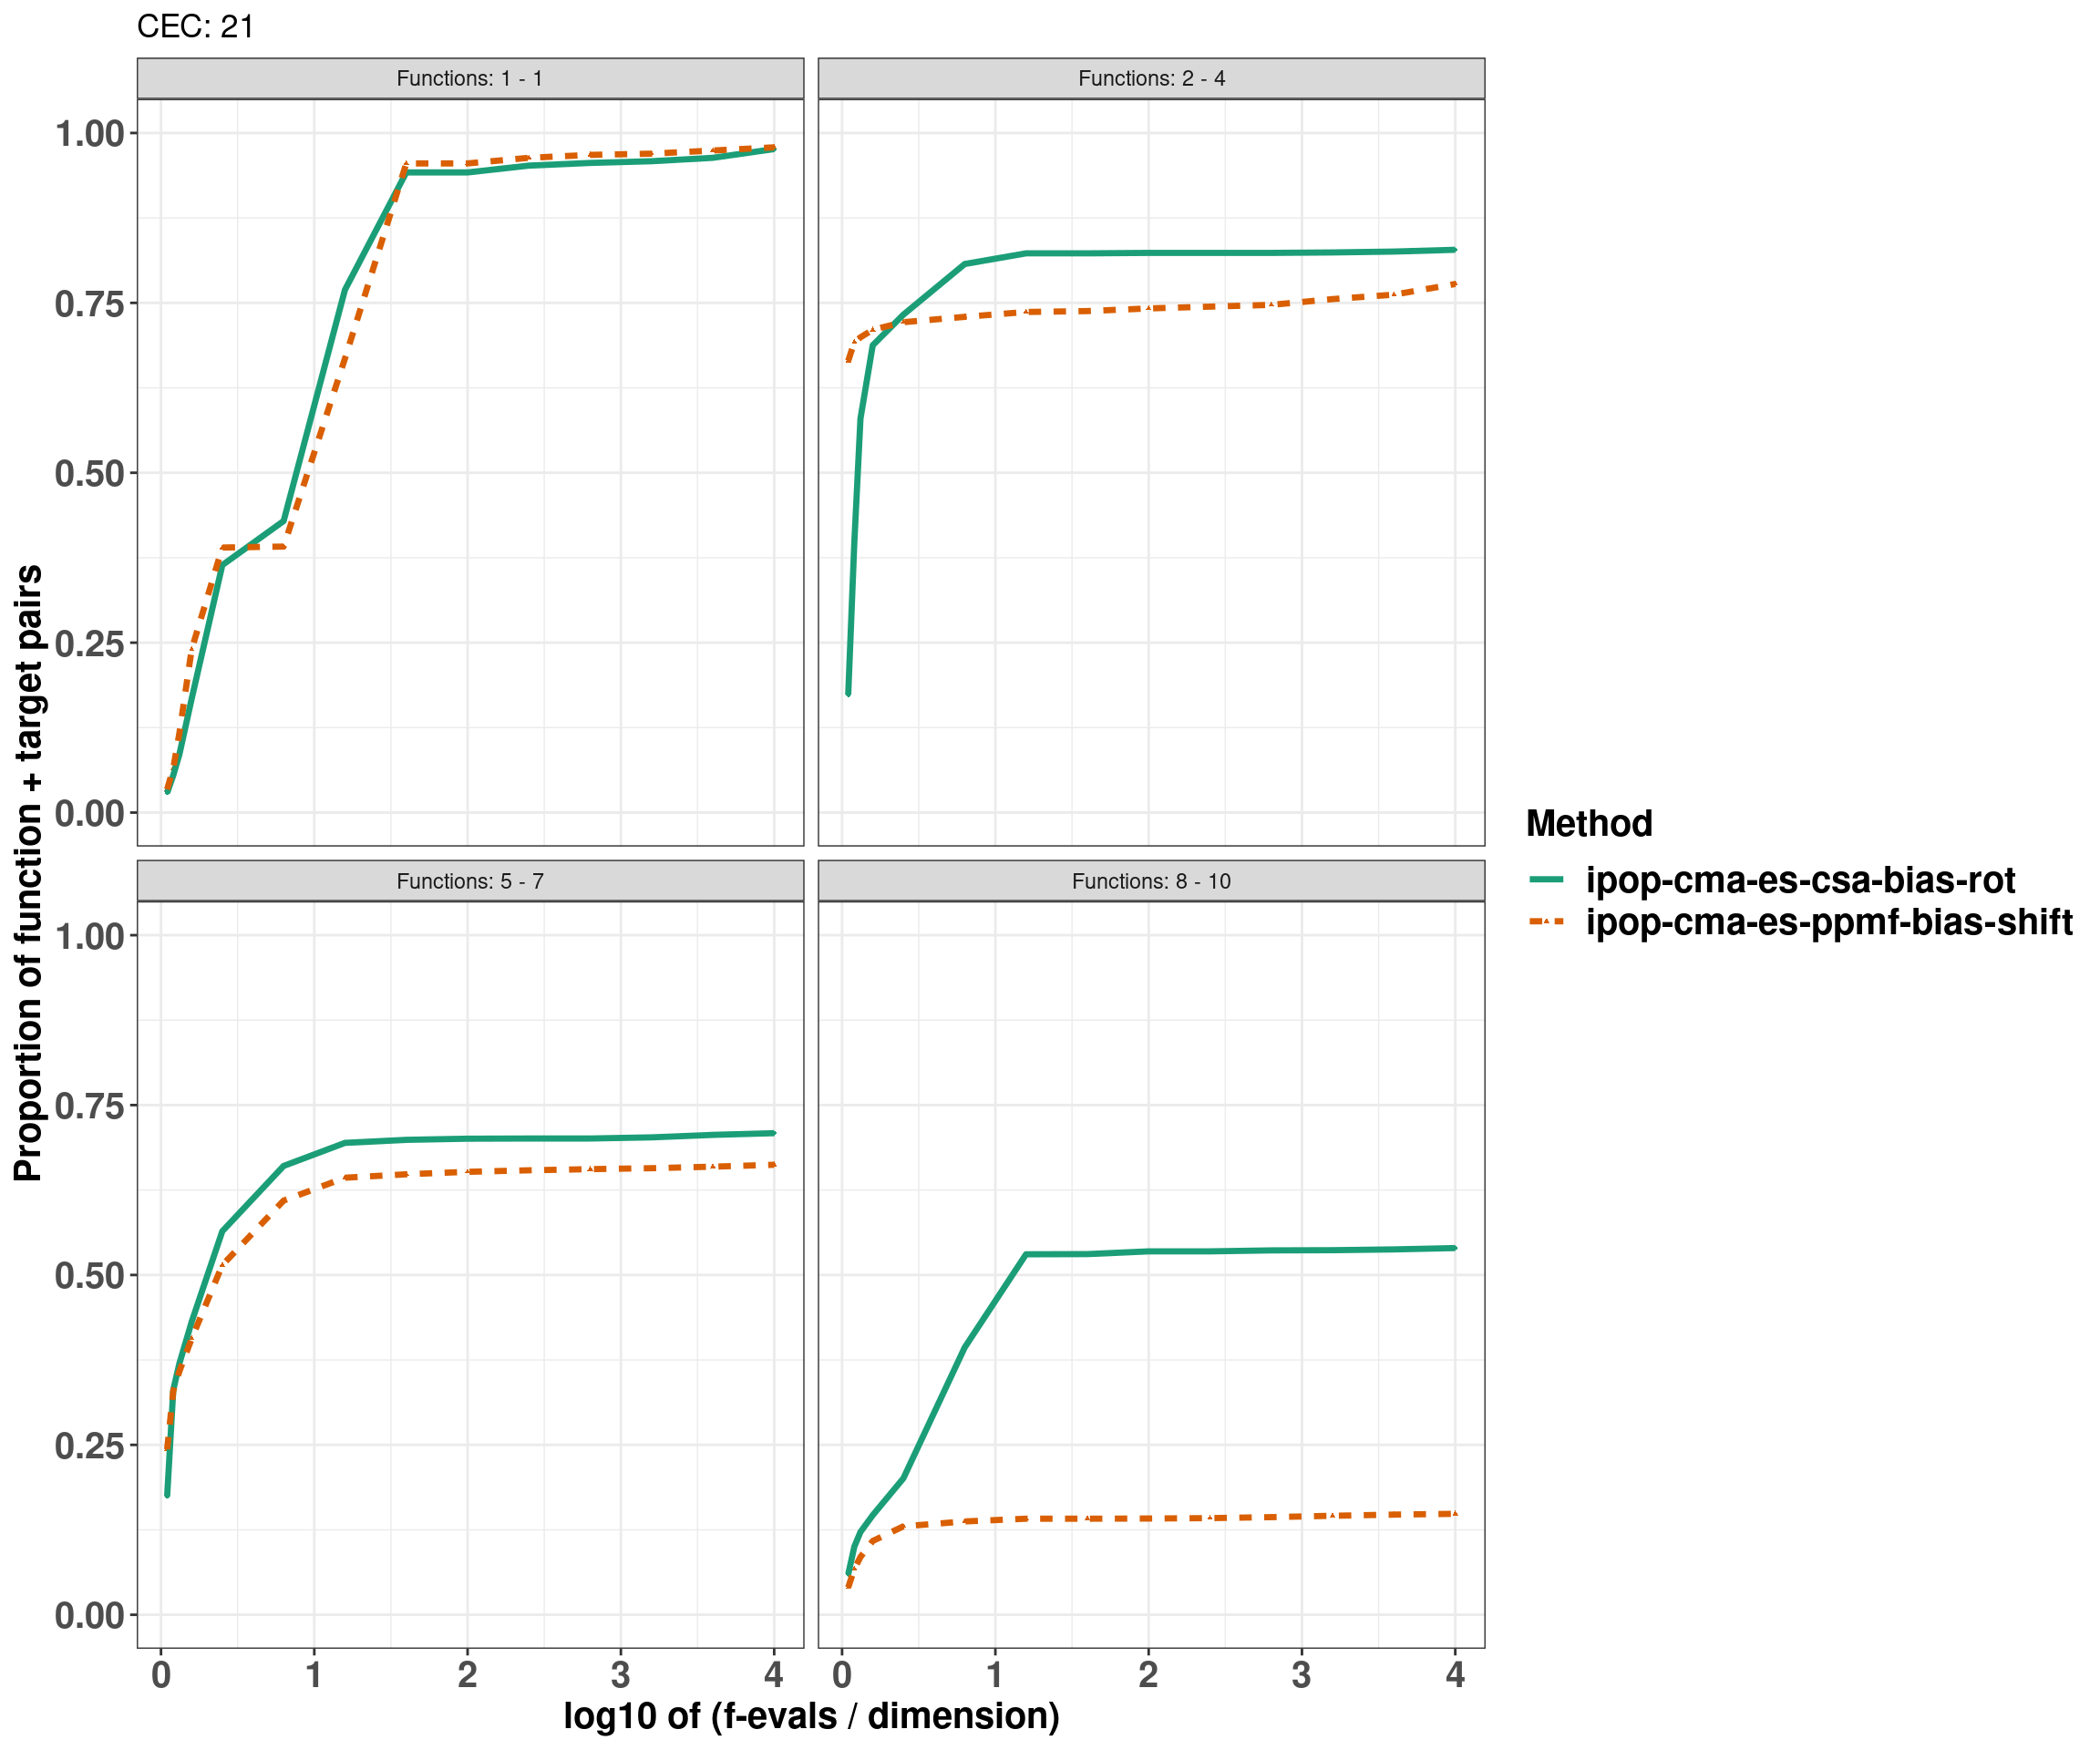 CEC: 21
Functions: 1 - 1
Functions: 2 - 4
1.00
0.75
0.50
0.25
0.00
Functions: 5 - 7
Functions: 8 - 10
1.00
0.75
0.50
0.25
0.00
0 1 2 3 4
0 1 2 3 4
log10 of (f-evals / dimension)
Proportion of function + target pairs
Method
ipop-cma-es-csa-bias-rot
ipop-cma-es-ppmf-bias-shift